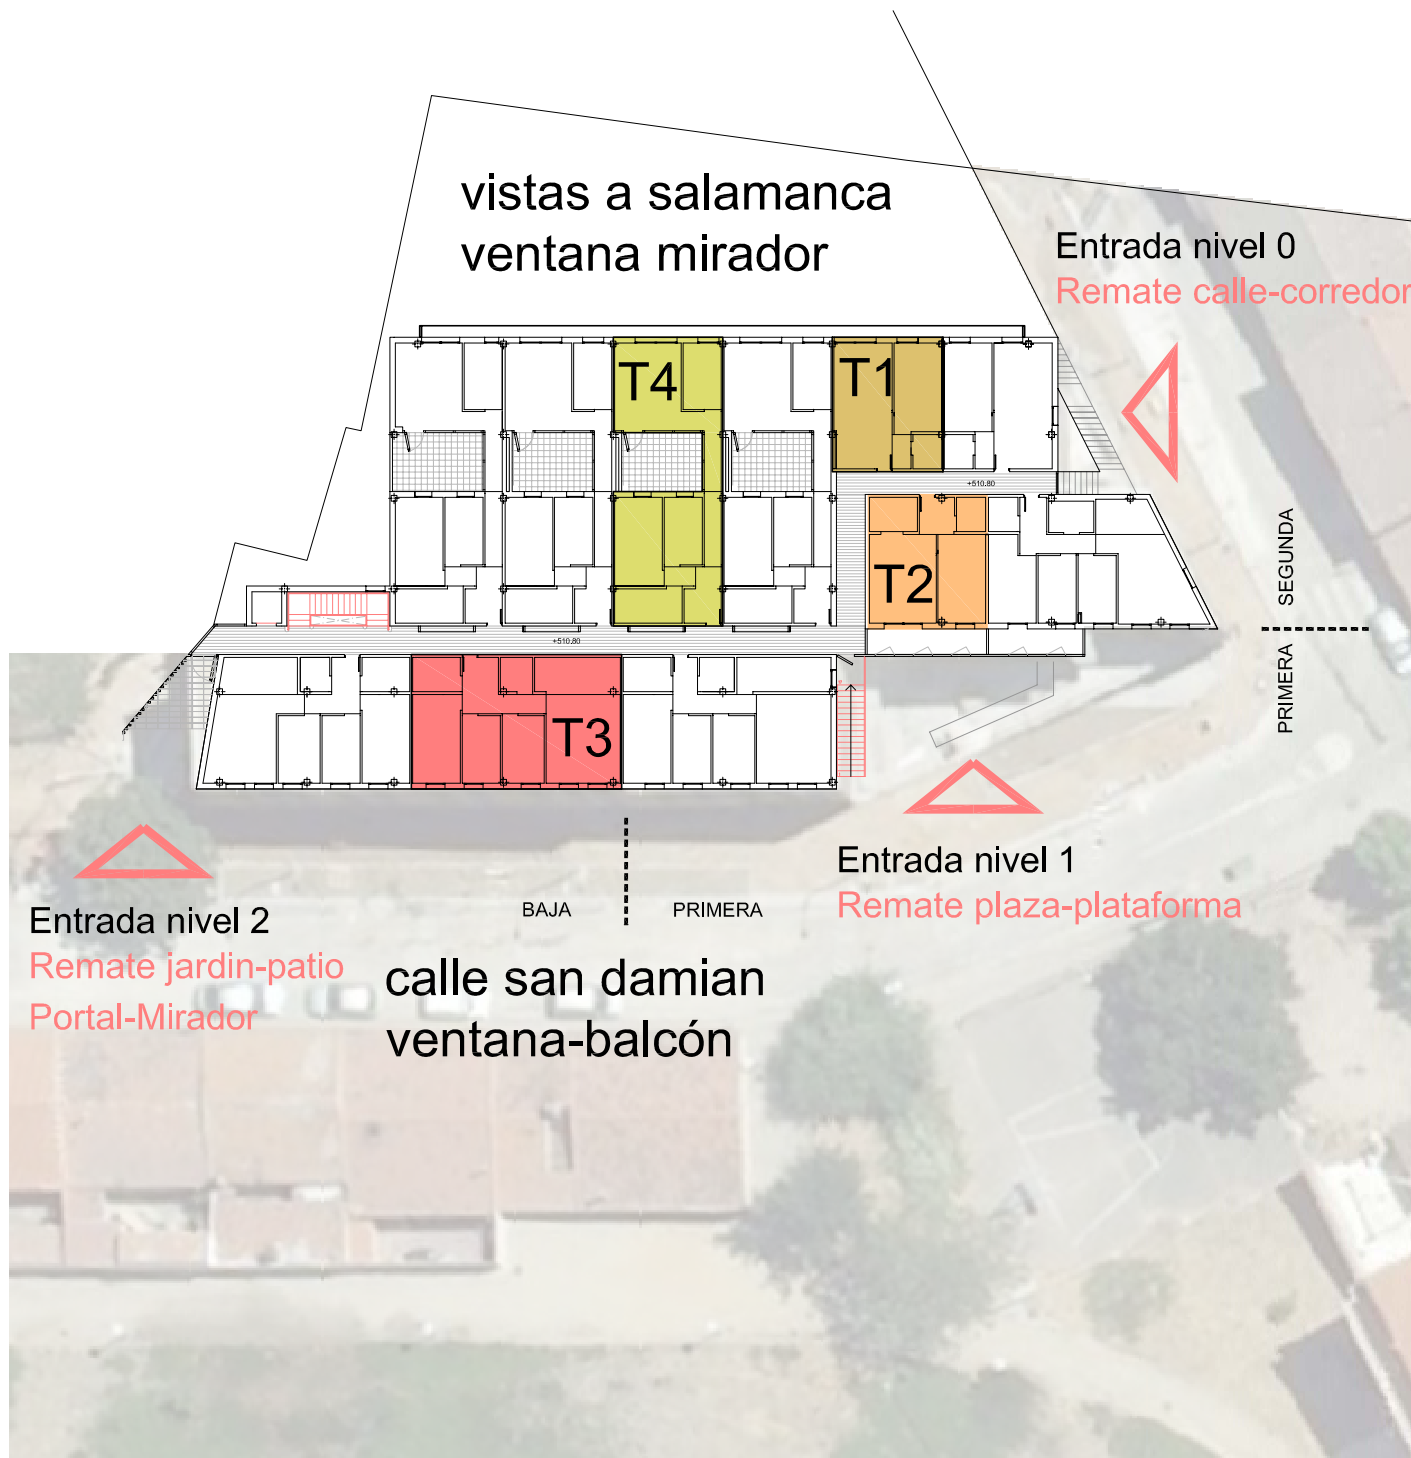 vistas a salamanca
ventana mirador
Entrada nivel 0
Remate calle-corredor
T4
T1
+510.80
T2
SEGUNDA
PRIMERA
+510.80
T3
Entrada nivel 1
Remate plaza-plataforma
BAJA
PRIMERA
Entrada nivel 2
Remate jardin-patio
Portal-Mirador
calle san damian
ventana-balcón